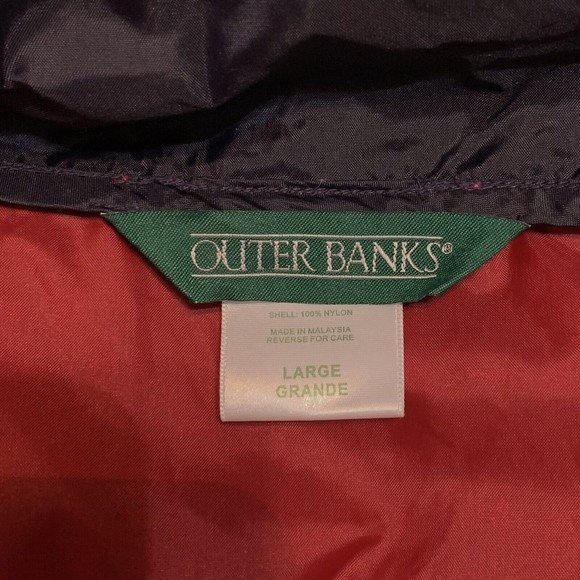 OUTER BANKS®
SHELL: 100% NYLON
MADE IN MALAYSIA
REVERSE FOR CARE
LARGE
GRANDE